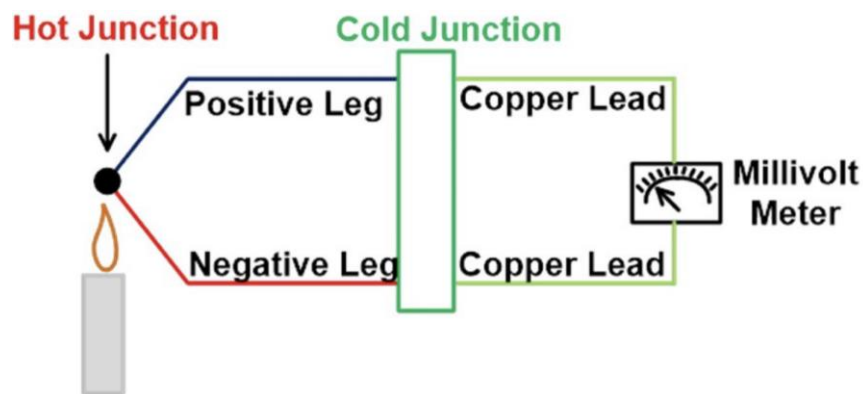 Hot Junction
Cold Junction
Positive Leg
Copper Lead
Millivolt
Meter
Negative Leg
Copper Lead